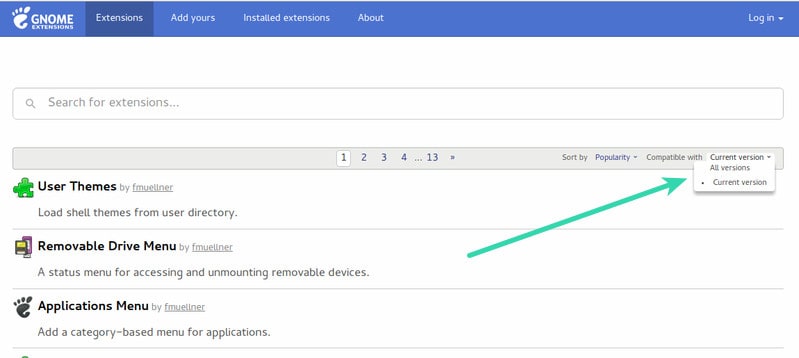 GNOME
EXTENSIONS
Extensions Add yours Installed extensions About Log in
Search for extensions...
1 2 3 4 ... 13 » Sort by Popularity Compatible with Current version
All versions
• Current version
User Themes by fmuellner
Load shell themes from user directory.
Removable Drive Menu by fmuellner
A status menu for accessing and unmounting removable devices.
Applications Menu by fmuellner
Add a category-based menu for applications.